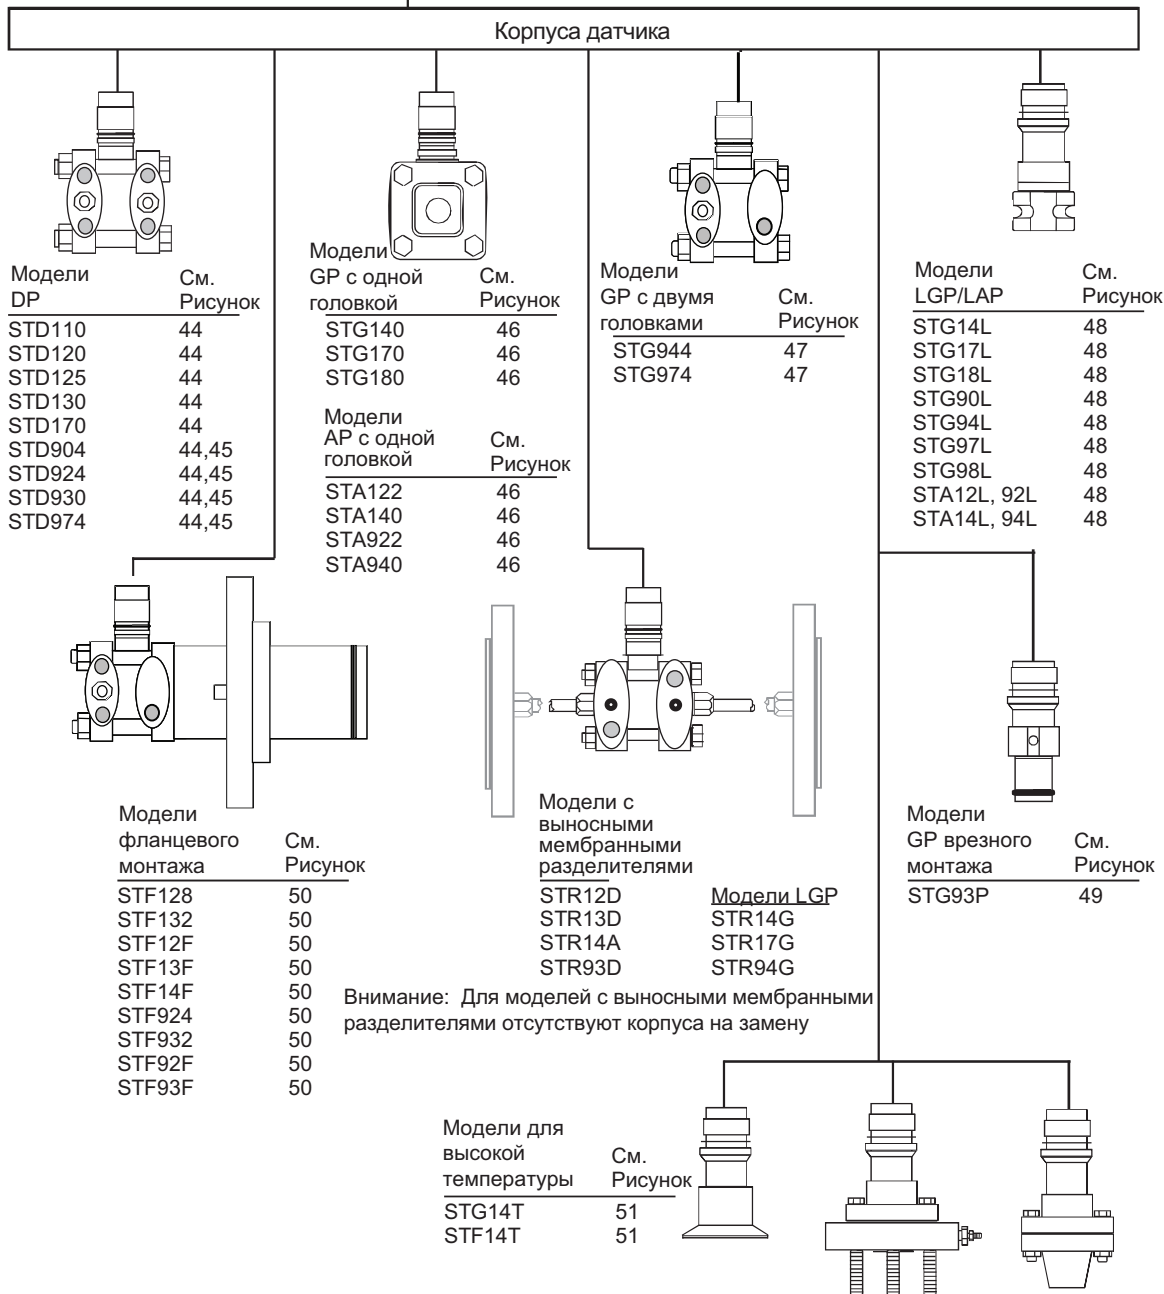 Корпуса датчика
Модели
DP
См.
Рисунок
STD110 44
STD120 44
STD125 44
STD130 44
STD170 44
STD904 44,45
STD924 44,45
STD930 44,45
STD974 44,45
Модели
GP с одной
головкой
См.
Рисунок
STG140 46
STG170 46
STG180 46
Модели
AP с одной
головкой
См.
Рисунок
STA122 46
STA140 46
STA922 46
STA940 46
Модели
GP с двумя
головками
См.
Рисунок
STG944 47
STG974 47
Модели
LGP/LAP
См.
Рисунок
STG14L 48
STG17L 48
STG18L 48
STG90L 48
STG94L 48
STG97L 48
STG98L 48
STA12L, 92L 48
STA14L, 94L 48
Модели
фланцевого
монтажа
См.
Рисунок
STF128 50
STF132 50
STF12F 50
STF13F 50
STF14F 50
STF924 50
STF932 50
STF92F 50
STF93F 50
Модели с
выносными
мембранными
разделителями
STR12D
STR13D
STR14A
STR93D
Модели LGP
STR14G
STR17G
STR94G
Внимание: Для моделей с выносными мембранными
разделителями отсутствуют корпуса на замену
Модели
GP врезного
монтажа
См.
Рисунок
STG93P 49
Модели для
высокой
температуры
См.
Рисунок
STG14T 51
STF14T 51